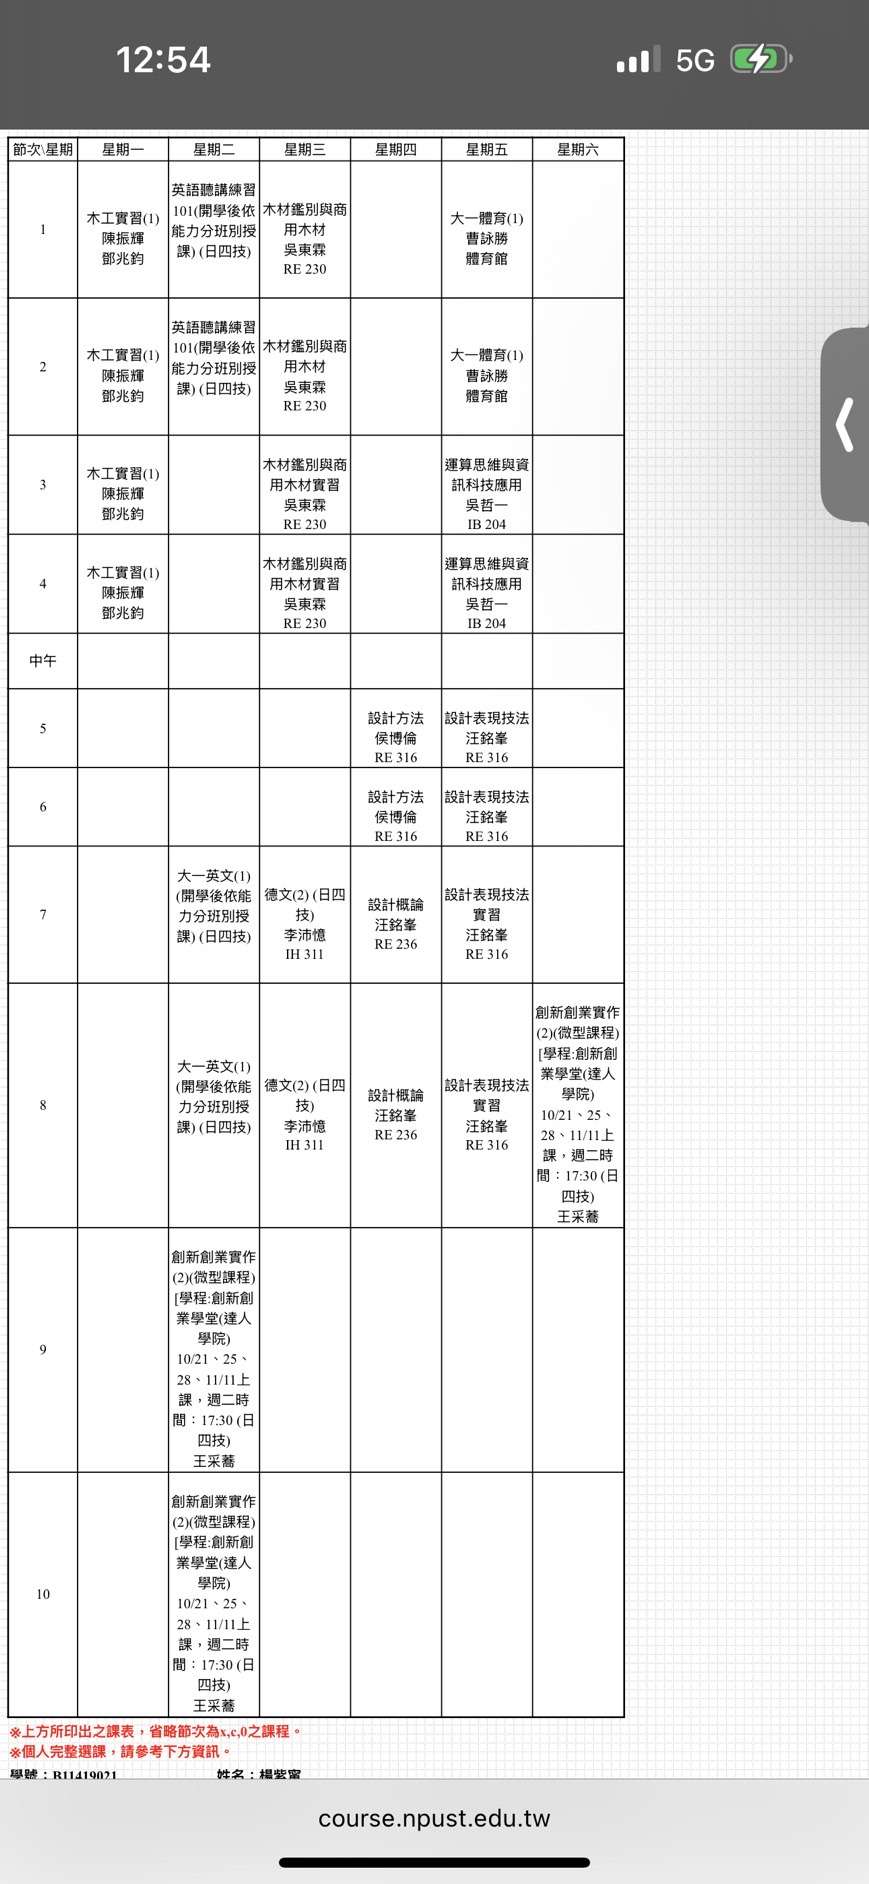 12:54
5G
節次\星期 星期一 星期二 星期三 星期四 星期五 星期六
1
木工實習(1)
陳振輝
鄧兆鈞
英語聽講練習
101(開學後依
能力分班別授
課) (日四技)
木材鑑別與商
用木材
吳東霖
RE 230
大一體育(1)
曹詠勝
體育館
2
木工實習(1)
陳振輝
鄧兆鈞
英語聽講練習
101(開學後依
能力分班別授
課) (日四技)
木材鑑別與商
用木材
吳東霖
RE 230
大一體育(1)
曹詠勝
體育館
3
木工實習(1)
陳振輝
鄧兆鈞
木材鑑別與商
用木材實習
吳東霖
RE 230
運算思維與資
訊科技應用
吳哲一
IB 204
4
木工實習(1)
陳振輝
鄧兆鈞
木材鑑別與商
用木材實習
吳東霖
RE 230
運算思維與資
訊科技應用
吳哲一
IB 204
中午
5
設計方法
侯博倫
RE 316
設計表現技法
汪銘峯
RE 316
6
設計方法
侯博倫
RE 316
設計表現技法
汪銘峯
RE 316
7
大一英文(1)
(開學後依能
力分班別授
課) (日四技)
德文(2) (日四
技)
李沛憶
IH 311
設計概論
汪銘峯
RE 236
設計表現技法
實習
汪銘峯
RE 316
8
大一英文(1)
(開學後依能
力分班別授
課) (日四技)
德文(2) (日四
技)
李沛憶
IH 311
設計概論
汪銘峯
RE 236
設計表現技法
實習
汪銘峯
RE 316
創新創業實作
(2)(微型課程)
[學程:創新創
業學堂(達人
學院)
10/21、25、
28、11/11上
課，週二時
間：17:30 (日
四技)
王采蕎
9
創新創業實作
(2)(微型課程)
[學程:創新創
業學堂(達人
學院)
10/21、25、
28、11/11上
課，週二時
間：17:30 (日
四技)
王采蕎
10
創新創業實作
(2)(微型課程)
[學程:創新創
業學堂(達人
學院)
10/21、25、
28、11/11上
課，週二時
間：17:30 (日
四技)
王采蕎
※上方所印出之課表，省略節次為x,c,0之課程。
※個人完整選課，請參考下方資訊。
學號：B11419021 姓名：楊紫甯
course.npust.edu.tw